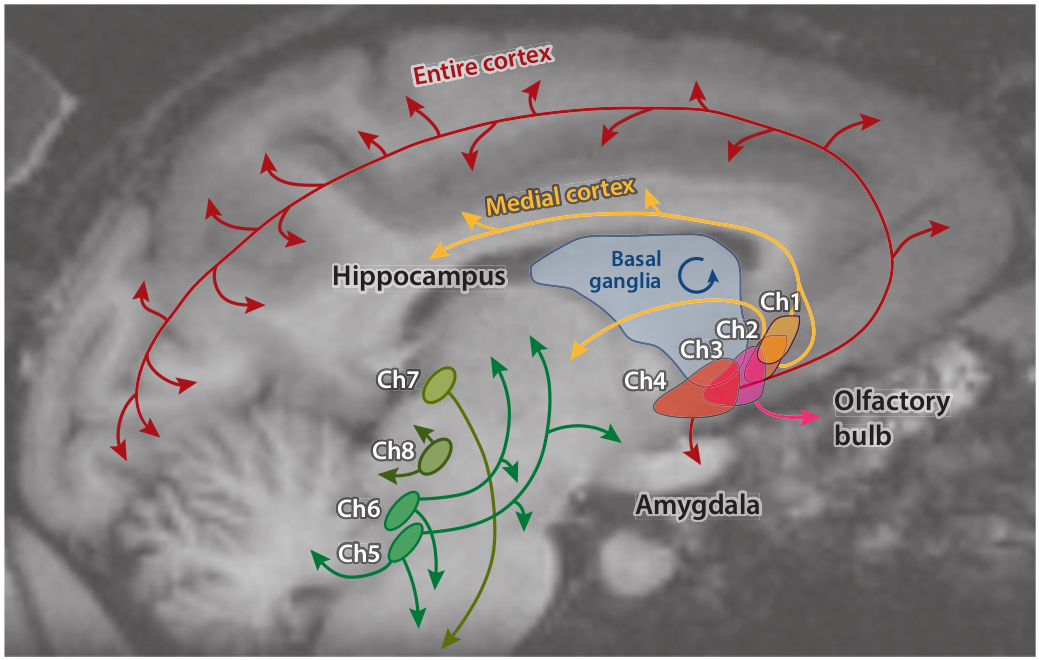 Entire cortex
Medial cortex
Hippocampus
Basal
ganglia
Ch1
Ch2
Ch3
Ch4
Ch7
Olfactory
bulb
Ch8
Amygdala
Ch6
Ch5